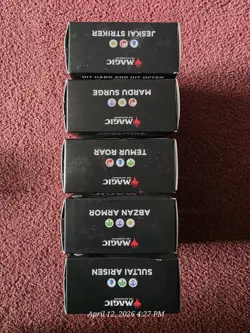 JESKAI STRIKER
MAGIC
HIT HARD AND HIT OFTEN
MARDU SURGE
MAGIC
TEMUR ROAR
MAGIC
ABZAN ARMOR
MAGIC
SULTAI ARISEN
MAGIC
April 12, 2026 4:27 PM